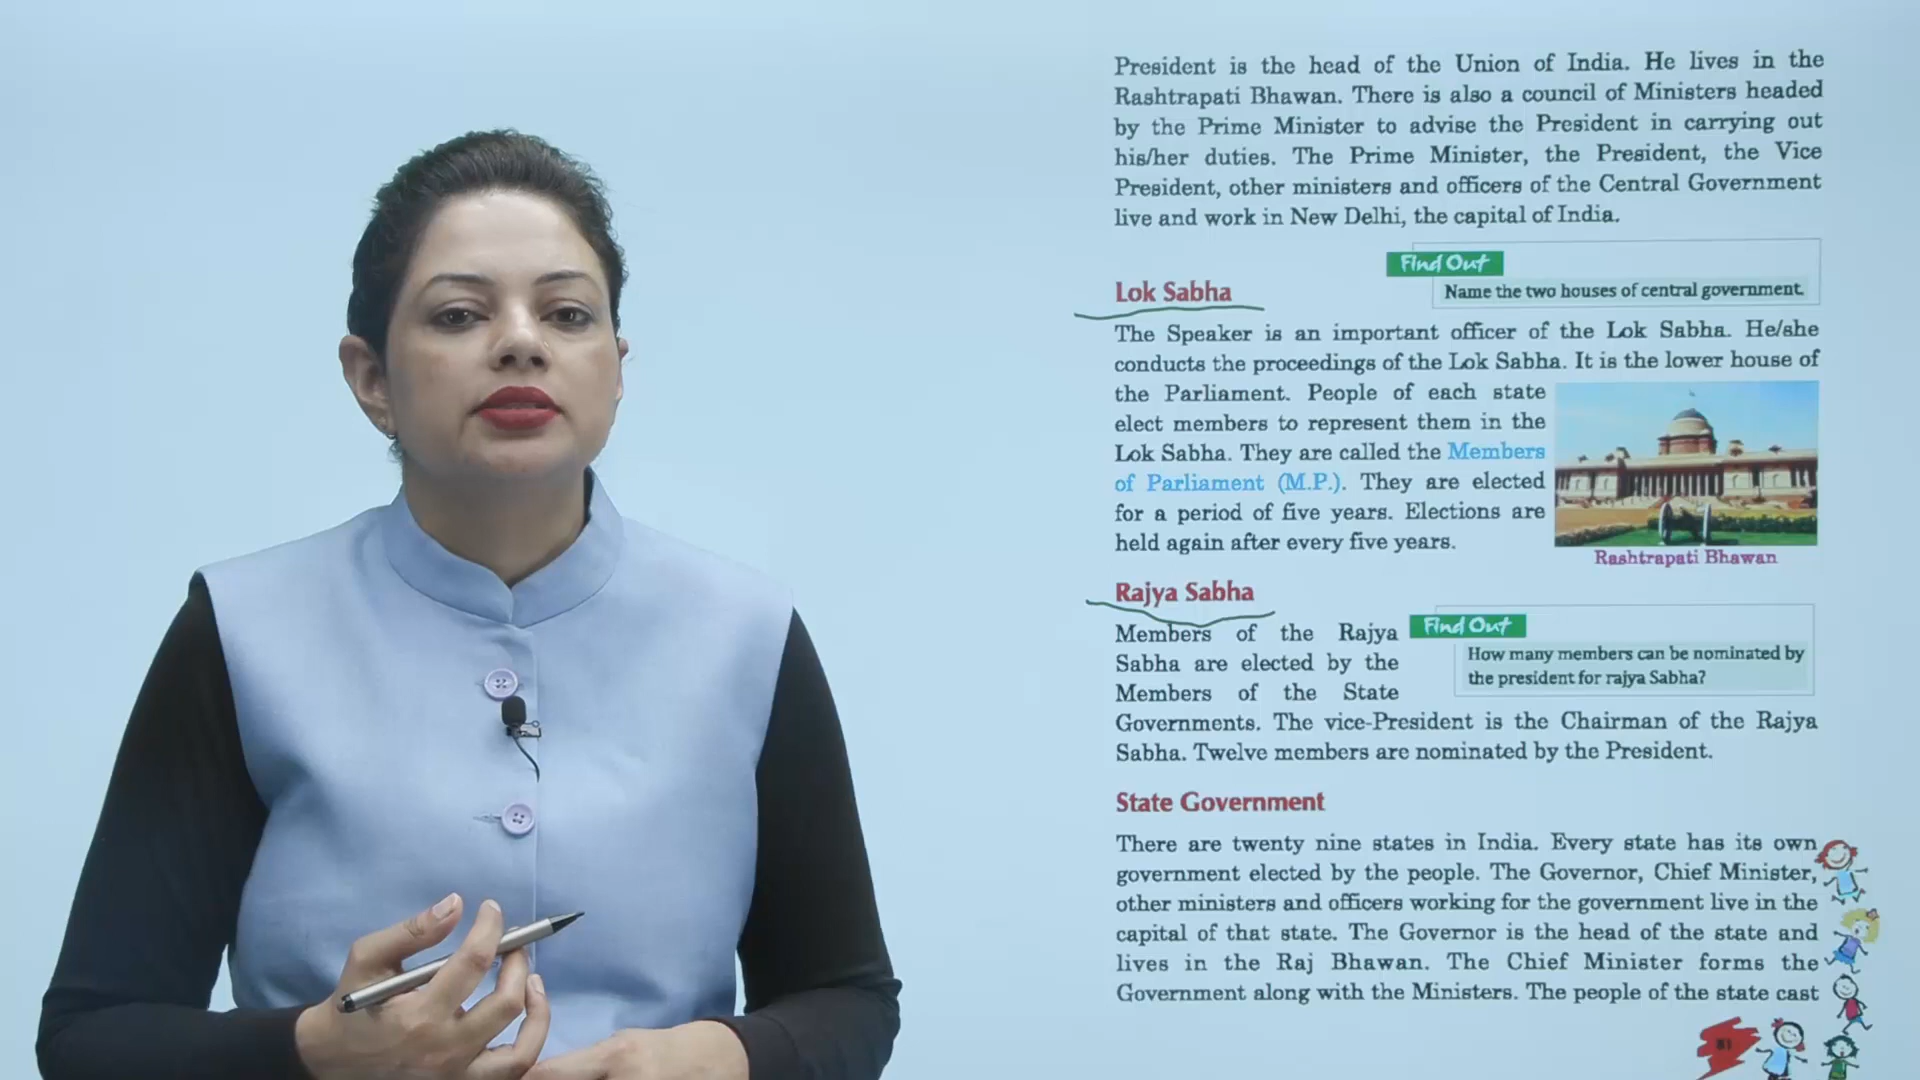 President is the head of the Union of India. He lives in the
Rashtrapati Bhawan. There is also a council of Ministers headed
by the Prime Minister to advise the President in carrying out
his/her duties. The Prime Minister, the President, the Vice
President, other ministers and officers of the Central Government
live and work in New Delhi, the capital of India.
Find Out
Name the two houses of central government.
Lok Sabha
The Speaker is an important officer of the Lok Sabha. He/she
conducts the proceedings of the Lok Sabha. It is the lower house of
the Parliament. People of each state
elect members to represent them in the
Lok Sabha. They are called the Members
of Parliament (M.P.). They are elected
for a period of five years. Elections are
held again after every five years.
Rashtrapati Bhawan
Rajya Sabha
Find Out
How many members can be nominated by
the president for rajya Sabha?
Members of the Rajya
Sabha are elected by the
Members of the State
Governments. The vice-President is the Chairman of the Rajya
Sabha. Twelve members are nominated by the President.
State Government
There are twenty nine states in India. Every state has its own
government elected by the people. The Governor, Chief Minister,
other ministers and officers working for the government live in the
capital of that state. The Governor is the head of the state and
lives in the Raj Bhawan. The Chief Minister forms the
Government along with the Ministers. The people of the state cast